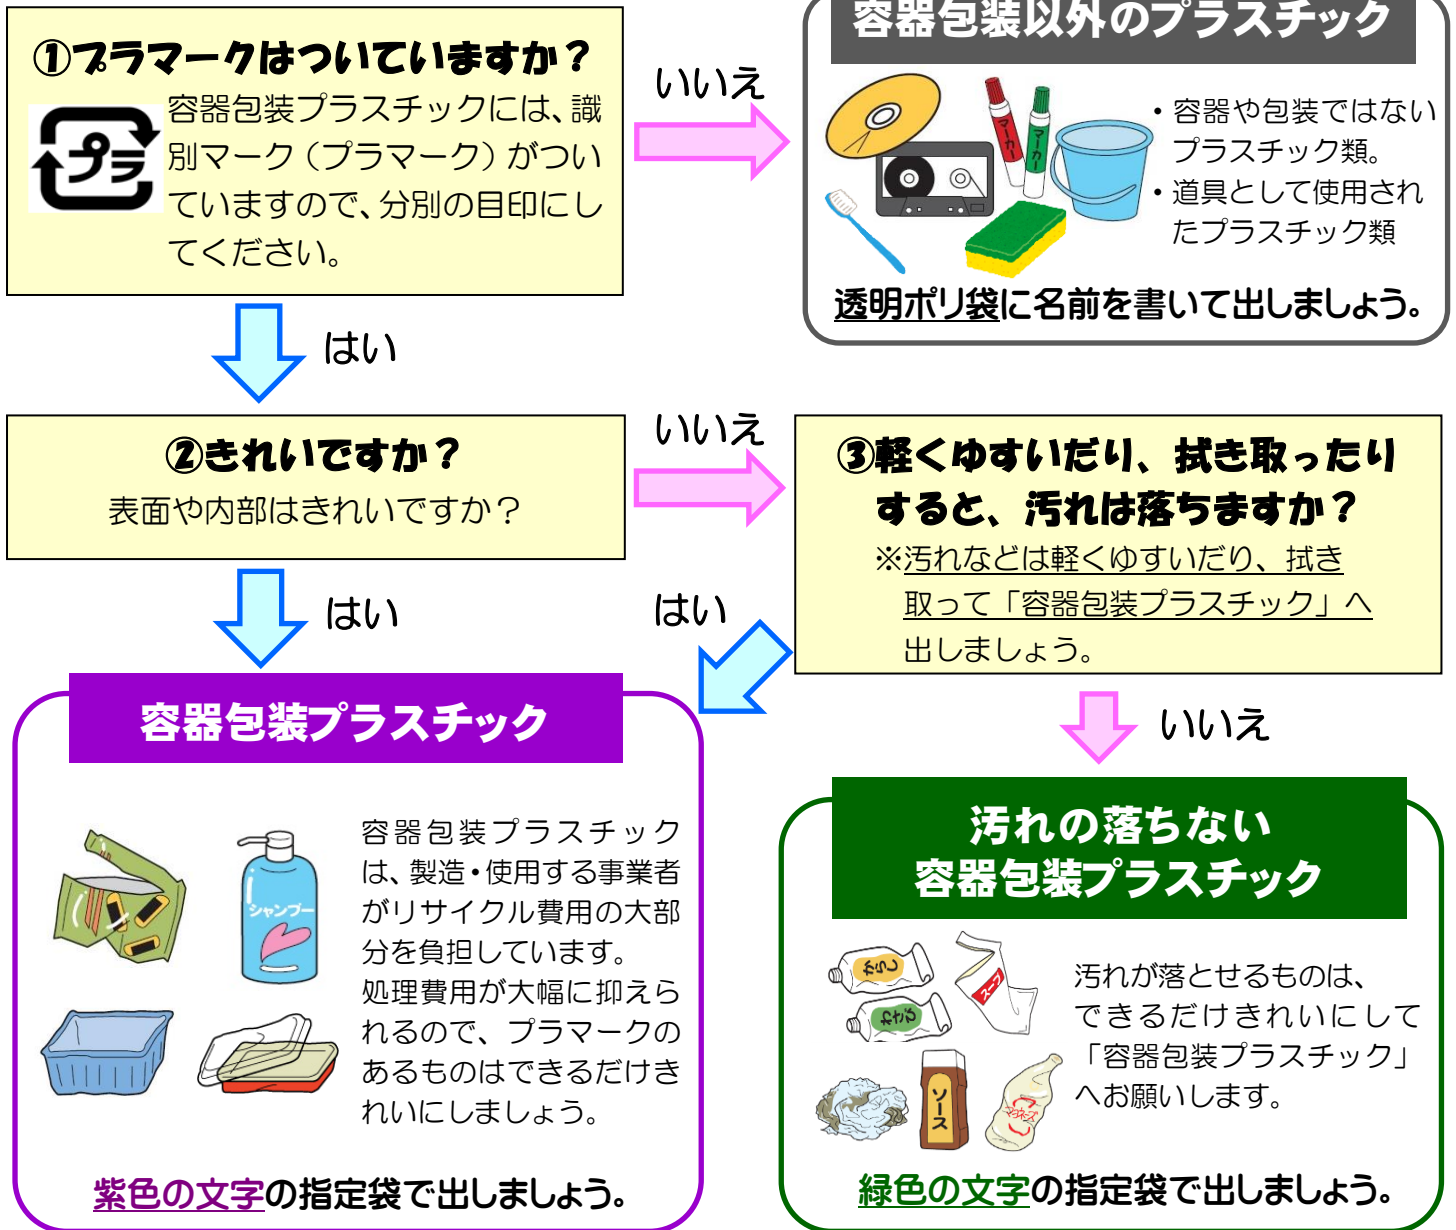 ①プラマークはついていますか？
プラ
容器包装プラスチックには、識
別マーク（プラマーク）がつい
ていますので、分別の目印にし
てください。
いいえ
容器包装以外のプラスチック
マーカー
マーカー
・容器や包装ではない
プラスチック類。
・道具として使用され
たプラスチック類
透明ポリ袋に名前を書いて出しましょう。
はい
②きれいですか？
表面や内部はきれいですか？
いいえ
③軽くゆすいだり、拭き取ったり
すると、汚れは落ちますか？
※汚れなどは軽くゆすいだり、拭き
取って「容器包装プラスチック」へ
出しましょう。
はい
はい
いいえ
容器包装プラスチック
シャンプー
容器包装プラスチック
は、製造・使用する事業者
がリサイクル費用の大部
分を負担しています。
処理費用が大幅に抑えら
れるので、プラマークの
あるものはできるだけき
れいにしましょう。
紫色の文字の指定袋で出しましょう。
汚れの落ちない
容器包装プラスチック
からし
わさび
スープ
ソース
マヨネーズ
汚れが落とせるものは、
できるだけきれいにして
「容器包装プラスチック」
へお願いします。
緑色の文字の指定袋で出しましょう。